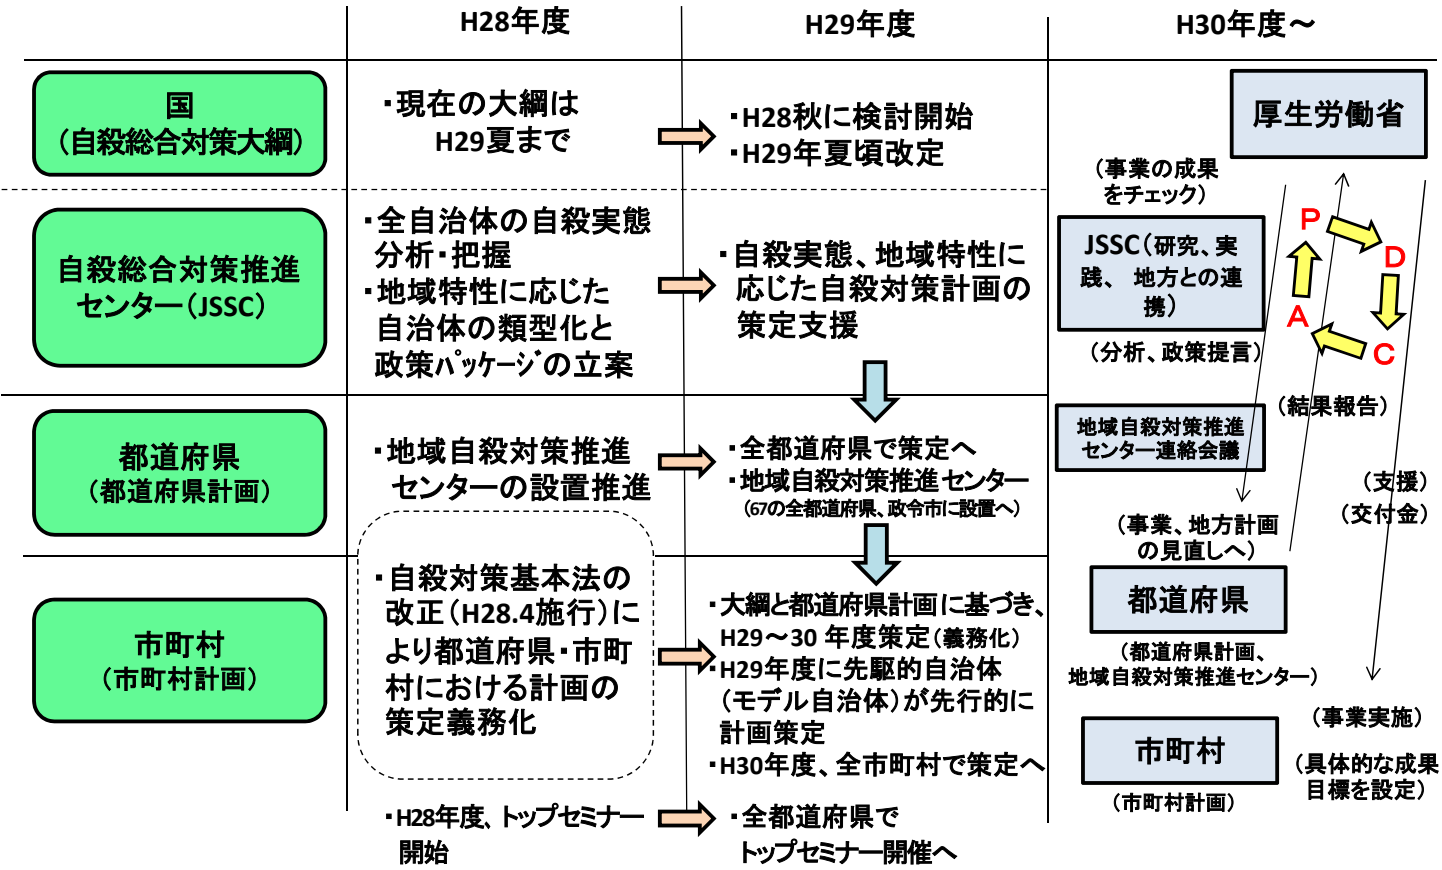 H28年度
H29年度
H30年度～
国
（自殺総合対策大綱）
・現在の大綱は
H29夏まで
・H28秋に検討開始
・H29年夏頃改定
自殺総合対策推進
センター（JSSC）
・全自治体の自殺実態
分析・把握
・地域特性に応じた
自治体の類型化と
政策パッケージの立案
・自殺実態、地域特性に
応じた自殺対策計画の
策定支援
都道府県
（都道府県計画）
・地域自殺対策推進
センターの設置推進
・全都道府県で策定へ
・地域自殺対策推進センター
（67の全都道府県、政令市に設置へ）
市町村
（市町村計画）
・自殺対策基本法の
改正（H28.4施行）に
より都道府県・市町
村における計画の
策定義務化
・大綱と都道府県計画に基づき、
H29～30 年度策定（義務化）
・H29年度に先駆的自治体
（モデル自治体）が先行的に
計画策定
・H30年度、全市町村で策定へ
・H28年度、トップセミナー
開始
・全都道府県で
トップセミナー開催へ
厚生労働省
（事業の成果
をチェック）
JSSC（研究、実
践、 地方との連
携）
（分析、政策提言）
P
D
C
A
（結果報告）
地域自殺対策推進
センター連絡会議
（支援）
（交付金）
（事業、地方計画
の見直しへ）
都道府県
（都道府県計画、
地域自殺対策推進センター）
（事業実施）
市町村
（市町村計画）
（具体的な成果
目標を設定）